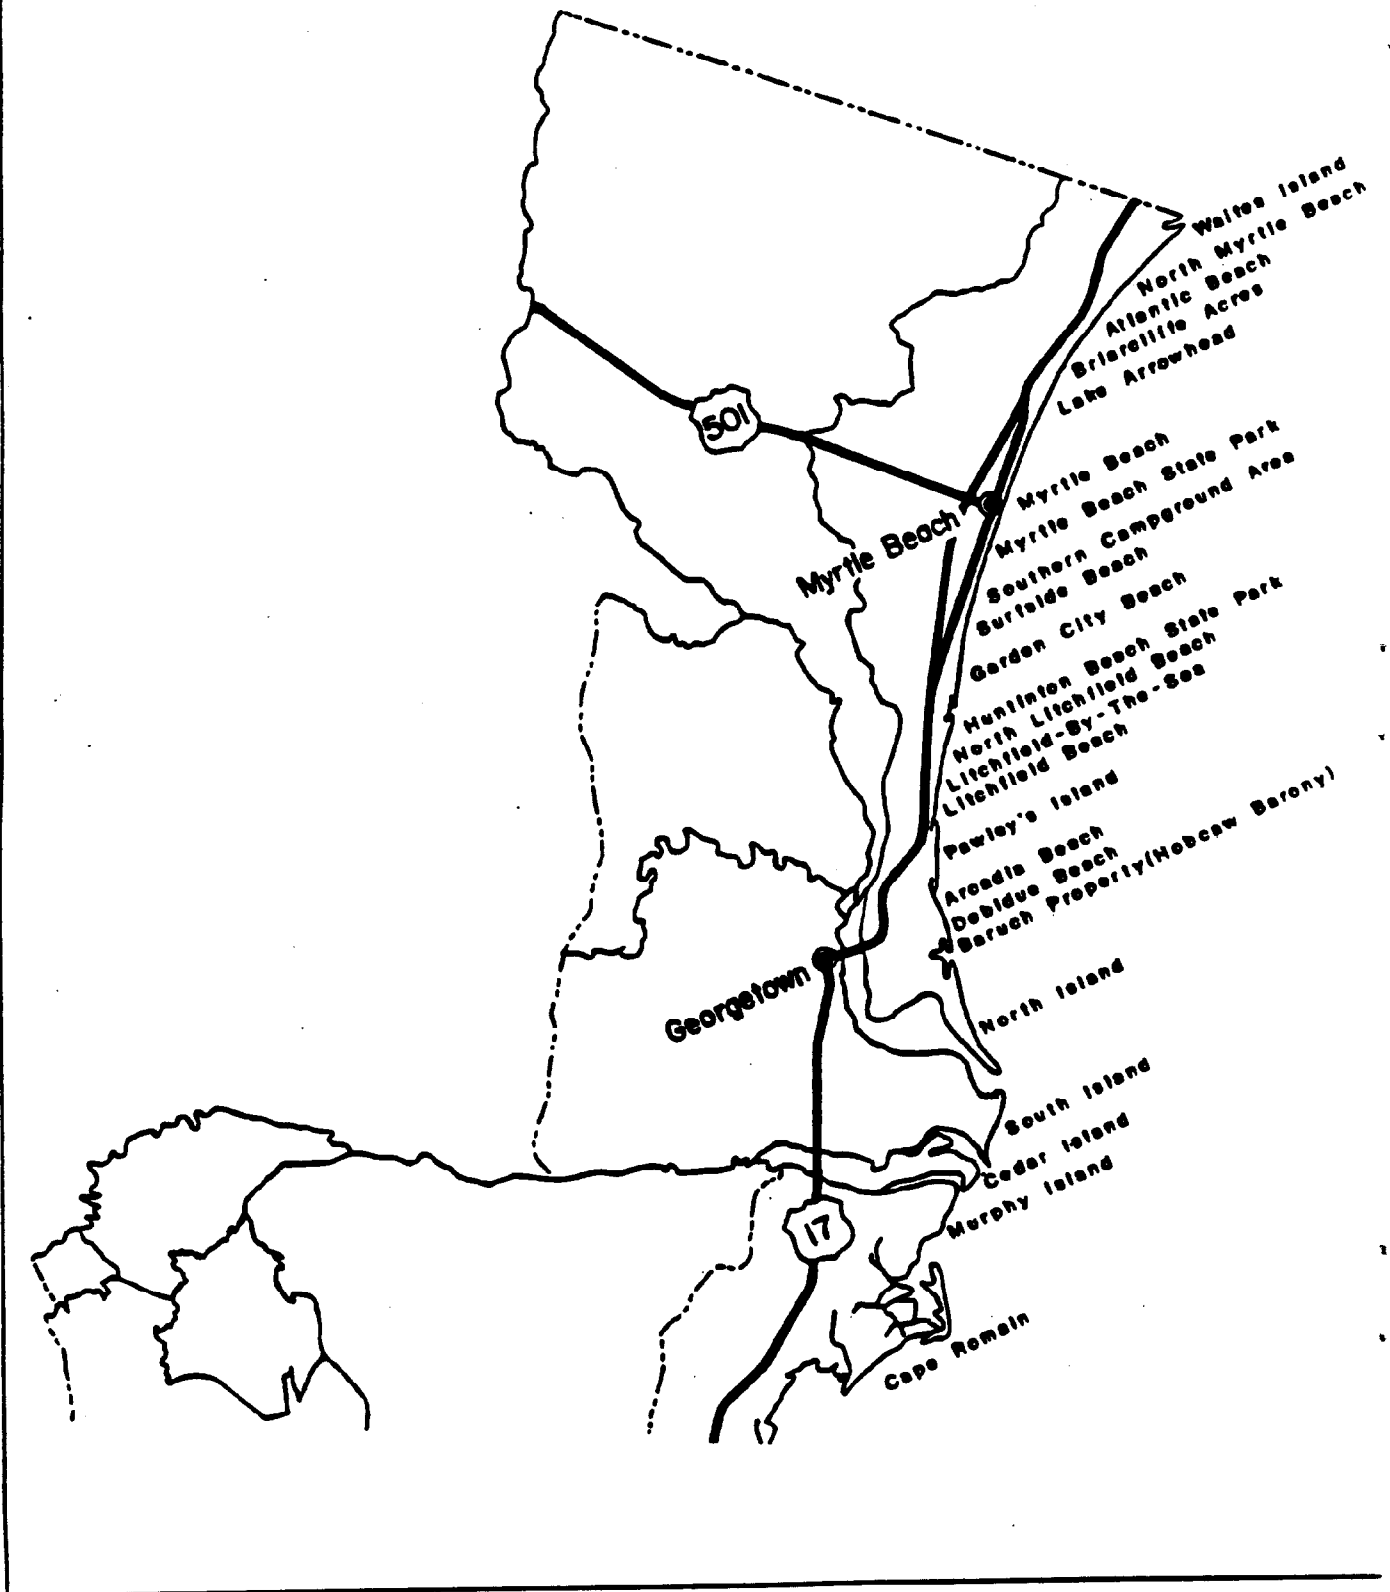 Waites Island
North Myrtle Beach
Atlantic Beach
Briarcliffe Acres
Lake Arrowhead
501
Myrtle Beach
Myrtle Beach State Park
Myrtle Beach
Southern Campground Area
Surfside Beach
Garden City Beach
Huntinton Beach State Park
North Litchfield Beach
Litchfield-By-The-Sea
Litchfield Beach
Pawley's Island
Arcadia Beach
Debidue Beach
Baruch Property(Hobcaw Barony)
Georgetown
North Island
South Island
Cedar Island
Murphy Island
17
Cape Romain